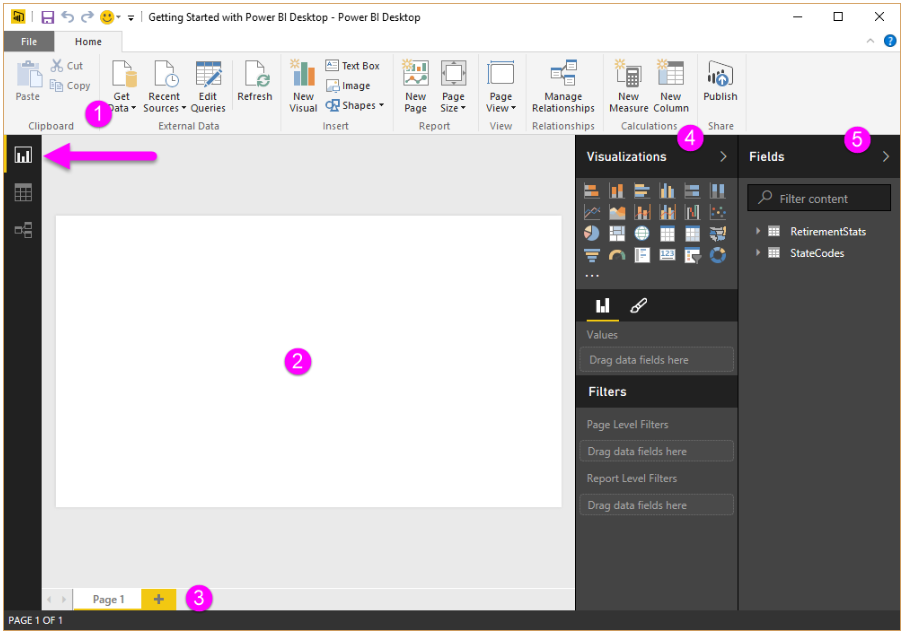 Getting Started with Power BI Desktop - Power BI Desktop
File Home
Cut
Copy
Paste
Get
Data
Recent
Sources
Edit
Queries
Refresh
New
Visual
Text Box
Image
Shapes
New
Page
Page
Size
Page
View
Manage
Relationships
New
Measure
New
Column
Publish
Clipboard
External Data
Insert
Report
View
Relationships
Calculations
Share
1
4
5
Visualizations
Fields
Filter content
RetirementStats
StateCodes
123
...
Values
Drag data fields here
2
Filters
Page Level Filters
Drag data fields here
Report Level Filters
Drag data fields here
Page 1
3
PAGE 1 OF 1